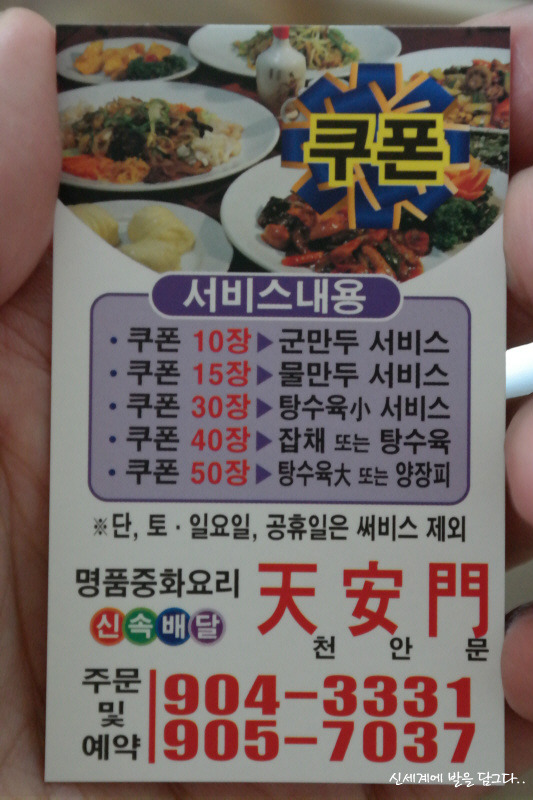 쿠폰
서비스내용
· 쿠폰 10장▶군만두 서비스
· 쿠폰 15장▶물만두 서비스
· 쿠폰 30장▶탕수육小 서비스
· 쿠폰 40장▶잡채 또는 탕수육
· 쿠폰 50장▶탕수육大 또는 양장피
※단, 토·일요일, 공휴일은 써비스 제외
명품중화요리
신속배달
天安門
천안문
주문 및 예약
904-3331
905-7037
신세계에 발을 담그다..